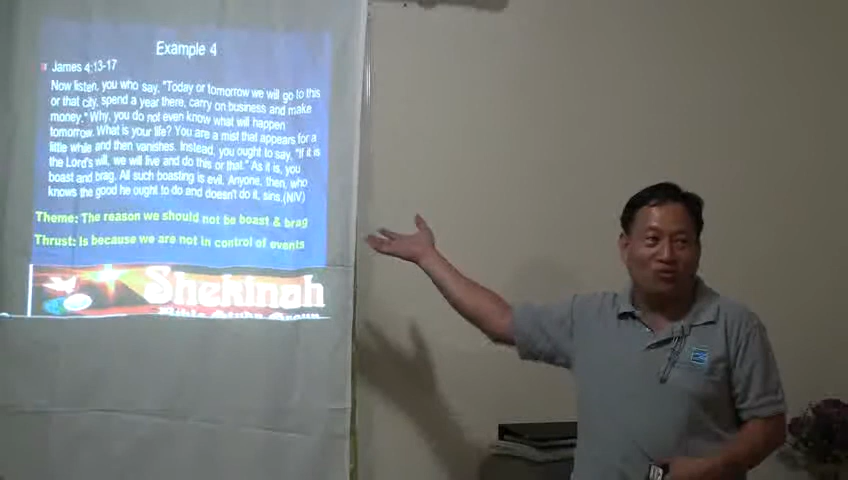 Example 4
James 4:13-17
Now listen, you who say, "Today or tomorrow we will go to this
or that city, spend a year there, carry on business and make
money." Why, you do not even know what will happen
tomorrow. What is your life? You are a mist that appears for a
little while and then vanishes. Instead, you ought to say, "If it is
the Lord's will, we will live and do this or that." As it is, you
boast and brag. All such boasting is evil. Anyone, then, who
knows the good he ought to do and doesn't do it, sins.(NIV)
Theme: The reason we should not be boast & brag
Thrust: Is because we are not in control of events
Shekinah
Bible Study Group